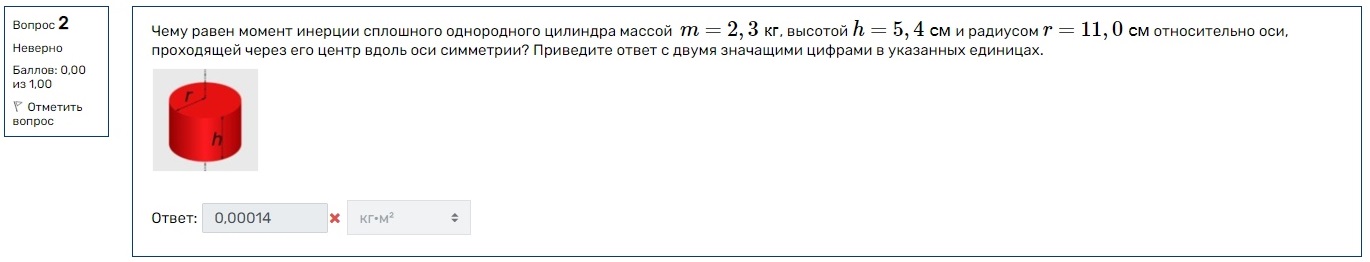 Вопрос 2
Неверно
Баллов: 0,00
из 1,00
Отметить
вопрос
Чему равен момент инерции сплошного однородного цилиндра массой m = 2, 3 кг, высотой h = 5, 4 см и радиусом r = 11, 0 см относительно оси,
проходящей через его центр вдоль оси симметрии? Приведите ответ с двумя значащими цифрами в указанных единицах.
r
h
Ответ: 0,00014 кг•м²